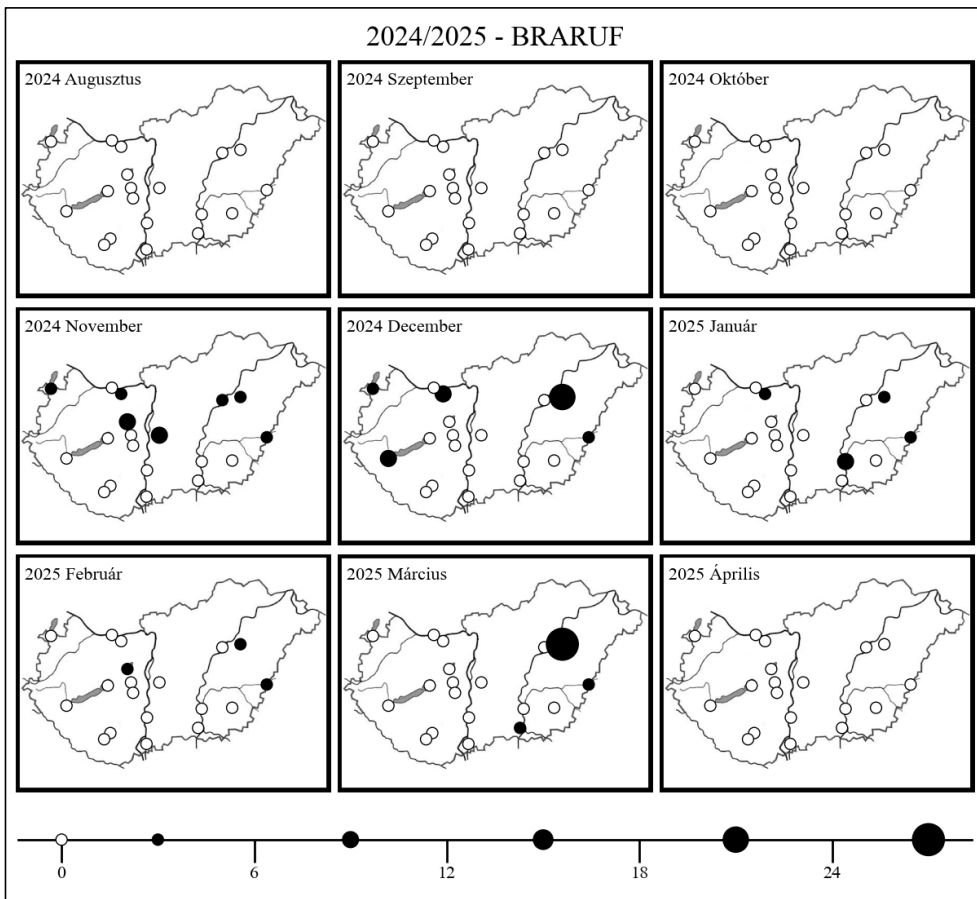 2024/2025 - BRARUF
2024 Augusztus
2024 Szeptember
2024 Október
2024 November
2024 December
2025 Január
2025 Február
2025 Március
2025 Április
0 6 12 18 24